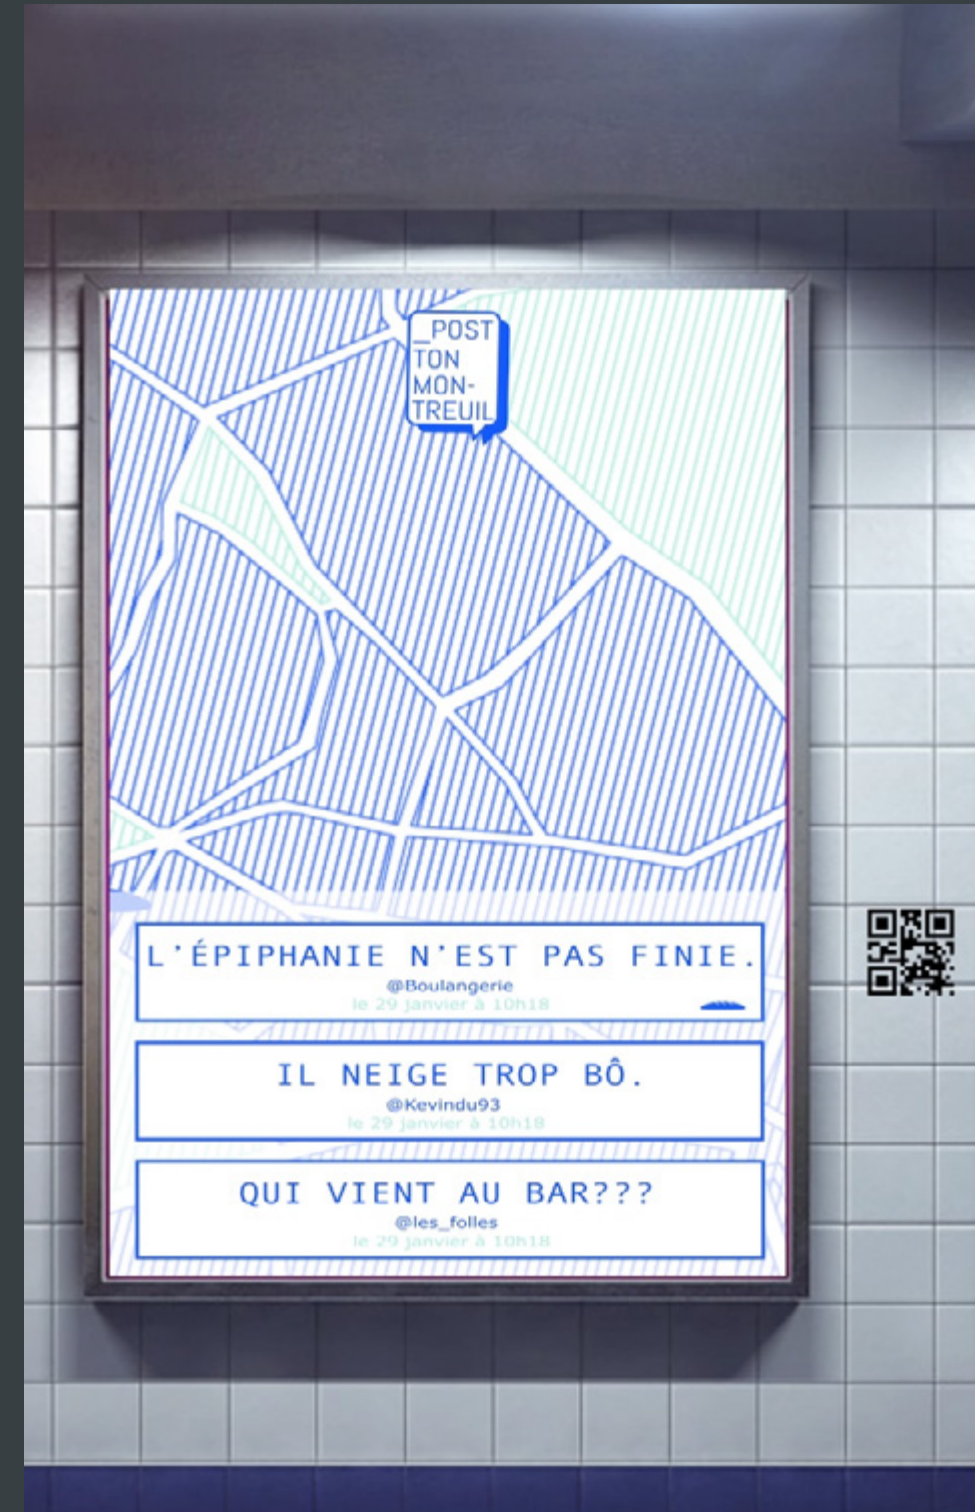 _POST
TON
MON-
TREUIL
L'ÉPIPHANIE N'EST PAS FINIE.
@Boulangerie
le 29 janvier à 10h18
IL NEIGE TROP BÔ.
@Kevindu93
le 29 janvier à 10h18
QUI VIENT AU BAR???
@les_folles
le 29 janvier à 10h18